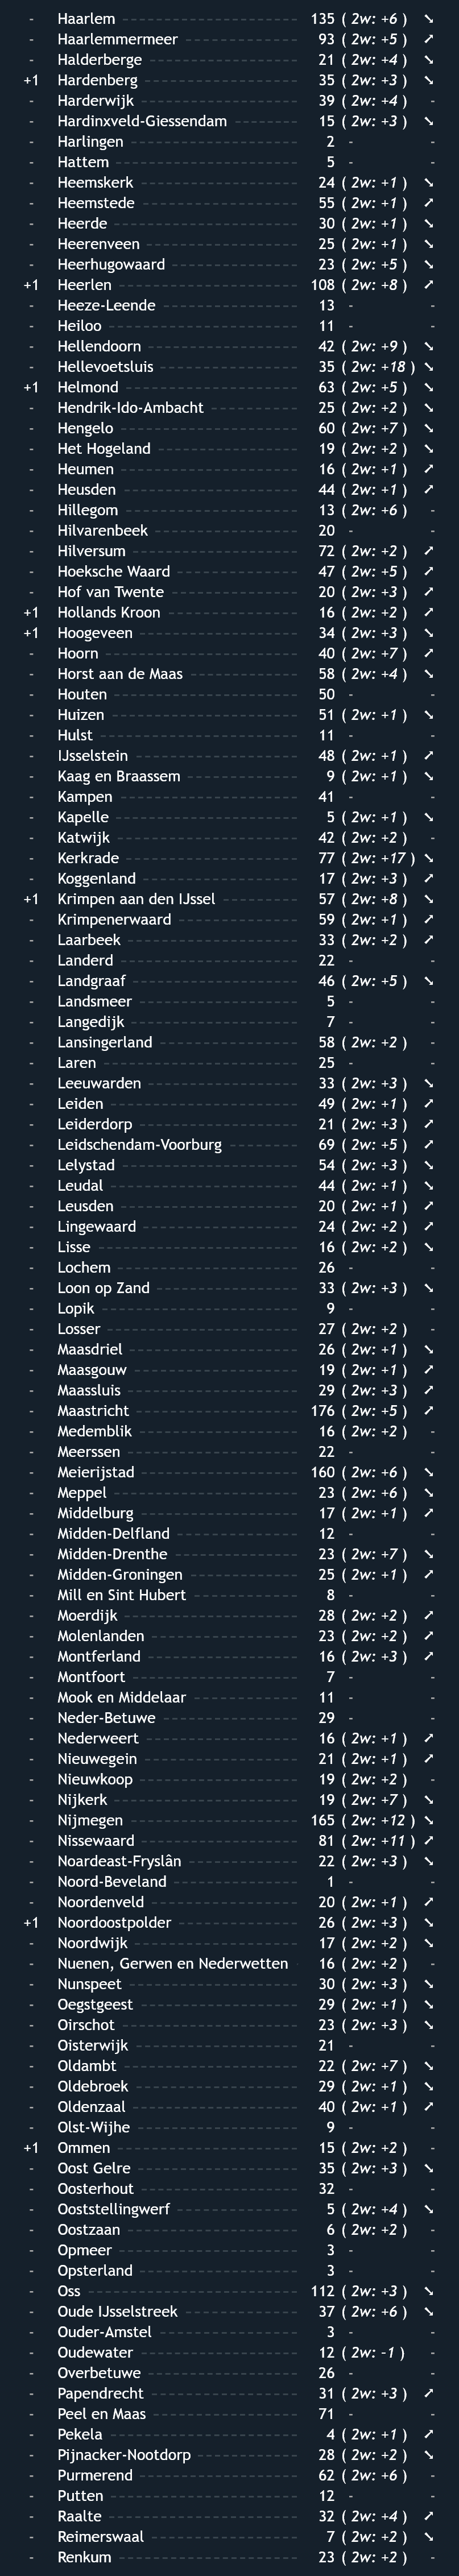 - Haarlem 135 ( 2w: +6 ) ↘
- Haarlemmermeer 93 ( 2w: +5 ) ↗
- Halderberge 21 ( 2w: +4 ) ↘
+1 Hardenberg 35 ( 2w: +3 ) ↘
- Harderwijk 39 ( 2w: +4 ) -
- Hardinxveld-Giessendam 15 ( 2w: +3 ) ↘
- Harlingen 2 - -
- Hattem 5 - -
- Heemskerk 24 ( 2w: +1 ) ↘
- Heemstede 55 ( 2w: +1 ) ↗
- Heerde 30 ( 2w: +1 ) ↘
- Heerenveen 25 ( 2w: +1 ) ↘
- Heerhugowaard 23 ( 2w: +5 ) ↘
+1 Heerlen 108 ( 2w: +8 ) ↗
- Heeze-Leende 13 - -
- Heiloo 11 - -
- Hellendoorn 42 ( 2w: +9 ) ↘
- Hellevoetsluis 35 ( 2w: +18 ) ↘
+1 Helmond 63 ( 2w: +5 ) ↘
- Hendrik-Ido-Ambacht 25 ( 2w: +2 ) ↘
- Hengelo 60 ( 2w: +7 ) ↘
- Het Hogeland 19 ( 2w: +2 ) ↘
- Heumen 16 ( 2w: +1 ) ↗
- Heusden 44 ( 2w: +1 ) ↗
- Hillegom 13 ( 2w: +6 ) -
- Hilvarenbeek 20 - -
- Hilversum 72 ( 2w: +2 ) ↗
- Hoeksche Waard 47 ( 2w: +5 ) ↗
- Hof van Twente 20 ( 2w: +3 ) ↗
+1 Hollands Kroon 16 ( 2w: +2 ) ↗
+1 Hoogeveen 34 ( 2w: +3 ) ↘
- Hoorn 40 ( 2w: +7 ) ↗
- Horst aan de Maas 58 ( 2w: +4 ) ↘
- Houten 50 - -
- Huizen 51 ( 2w: +1 ) ↘
- Hulst 11 - -
- IJsselstein 48 ( 2w: +1 ) ↗
- Kaag en Braassem 9 ( 2w: +1 ) ↘
- Kampen 41 - -
- Kapelle 5 ( 2w: +1 ) ↘
- Katwijk 42 ( 2w: +2 ) -
- Kerkrade 77 ( 2w: +17 ) ↘
- Koggenland 17 ( 2w: +3 ) ↗
+1 Krimpen aan den IJssel 57 ( 2w: +8 ) ↘
- Krimpenerwaard 59 ( 2w: +1 ) ↗
- Laarbeek 33 ( 2w: +2 ) ↗
- Landerd 22 - -
- Landgraaf 46 ( 2w: +5 ) ↘
- Landsmeer 5 - -
- Langedijk 7 - -
- Lansingerland 58 ( 2w: +2 ) -
- Laren 25 - -
- Leeuwarden 33 ( 2w: +3 ) ↘
- Leiden 49 ( 2w: +1 ) ↗
- Leiderdorp 21 ( 2w: +3 ) ↗
- Leidschendam-Voorburg 69 ( 2w: +5 ) ↗
- Lelystad 54 ( 2w: +3 ) ↘
- Leudal 44 ( 2w: +1 ) ↘
- Leusden 20 ( 2w: +1 ) ↗
- Lingewaard 24 ( 2w: +2 ) ↗
- Lisse 16 ( 2w: +2 ) ↘
- Lochem 26 - -
- Loon op Zand 33 ( 2w: +3 ) ↘
- Lopik 9 - -
- Losser 27 ( 2w: +2 ) -
- Maasdriel 26 ( 2w: +1 ) ↘
- Maasgouw 19 ( 2w: +1 ) ↗
- Maassluis 29 ( 2w: +3 ) ↗
- Maastricht 176 ( 2w: +5 ) ↗
- Medemblik 16 ( 2w: +2 ) -
- Meerssen 22 - -
- Meierijstad 160 ( 2w: +6 ) ↘
- Meppel 23 ( 2w: +6 ) ↘
- Middelburg 17 ( 2w: +1 ) ↗
- Midden-Delfland 12 - -
- Midden-Drenthe 23 ( 2w: +7 ) ↘
- Midden-Groningen 25 ( 2w: +1 ) ↗
- Mill en Sint Hubert 8 - -
- Moerdijk 28 ( 2w: +2 ) ↗
- Molenlanden 23 ( 2w: +2 ) ↗
- Montferland 16 ( 2w: +3 ) ↗
- Montfoort 7 - -
- Mook en Middelaar 11 - -
- Neder-Betuwe 29 - -
- Nederweert 16 ( 2w: +1 ) ↗
- Nieuwegein 21 ( 2w: +1 ) ↗
- Nieuwkoop 19 ( 2w: +2 ) -
- Nijkerk 19 ( 2w: +7 ) ↘
- Nijmegen 165 ( 2w: +12 ) ↘
- Nissewaard 81 ( 2w: +11 ) ↗
- Noardeast-Fryslân 22 ( 2w: +3 ) ↘
- Noord-Beveland 1 - -
- Noordenveld 20 ( 2w: +1 ) ↗
+1 Noordoostpolder 26 ( 2w: +3 ) ↘
- Noordwijk 17 ( 2w: +2 ) ↘
- Nuenen, Gerwen en Nederwetten 16 ( 2w: +2 ) -
- Nunspeet 30 ( 2w: +3 ) ↘
- Oegstgeest 29 ( 2w: +1 ) ↘
- Oirschot 23 ( 2w: +3 ) ↘
- Oisterwijk 21 - -
- Oldambt 22 ( 2w: +7 ) ↘
- Oldebroek 29 ( 2w: +1 ) ↘
- Oldenzaal 40 ( 2w: +1 ) ↗
- Olst-Wijhe 9 - -
+1 Ommen 15 ( 2w: +2 ) -
- Oost Gelre 35 ( 2w: +3 ) ↘
- Oosterhout 32 - -
- Ooststellingwerf 5 ( 2w: +4 ) ↘
- Oostzaan 6 ( 2w: +2 ) -
- Opmeer 3 - -
- Opsterland 3 - -
- Oss 112 ( 2w: +3 ) ↘
- Oude IJsselstreek 37 ( 2w: +6 ) ↘
- Ouder-Amstel 3 - -
- Oudewater 12 ( 2w: -1 ) -
- Overbetuwe 26 - -
- Papendrecht 31 ( 2w: +3 ) ↗
- Peel en Maas 71 - -
- Pekela 4 ( 2w: +1 ) ↗
- Pijnacker-Nootdorp 28 ( 2w: +2 ) ↘
- Purmerend 62 ( 2w: +6 ) -
- Putten 12 - -
- Raalte 32 ( 2w: +4 ) ↗
- Reimerswaal 7 ( 2w: +2 ) ↘
- Renkum 23 ( 2w: +2 ) -